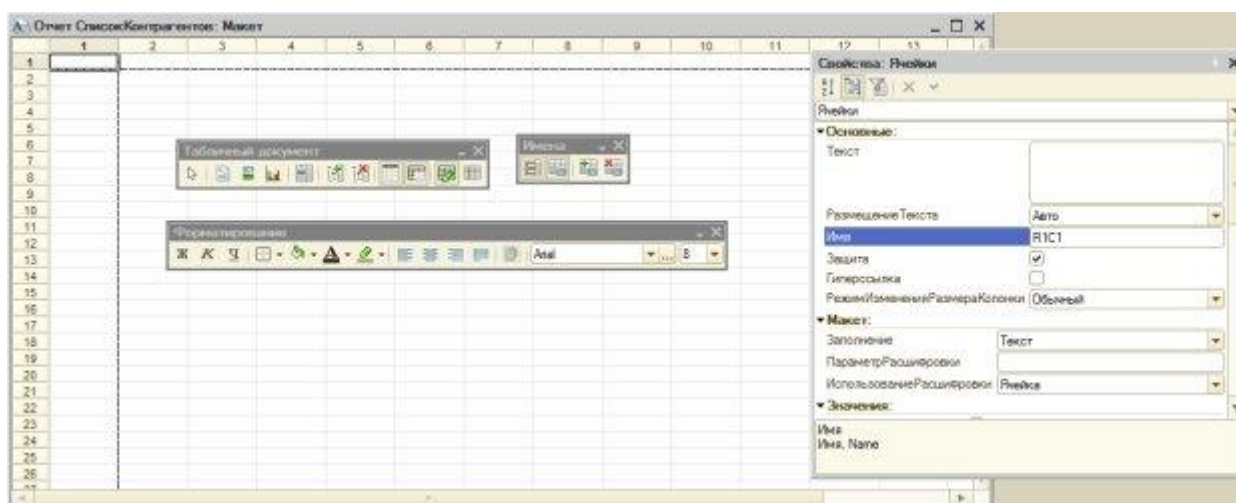 Отчет СписокКонтрагентов: Макет
1 2 3 4 5 6 7 8 9 10 11 12 13
1
2
3
4
5
6
7
8
9
10
11
12
13
14
15
16
17
18
19
20
21
22
23
24
25
26
27
Табличный документ
Имена
Форматирование
Ж К Ч А Arial ... 8
Свойства: Ячейки
Ячейки
Основные:
Текст
РазмещениеТекста Авто
Имя R1C1
Защита
Гиперссылка
РежимИзмененияРазмераКолонки Обычный
Макет:
Заполнение Текст
ПараметрРасшифровки
ИспользованиеРасшифровки Ячейка
Значения:
Имя
Имя, Name